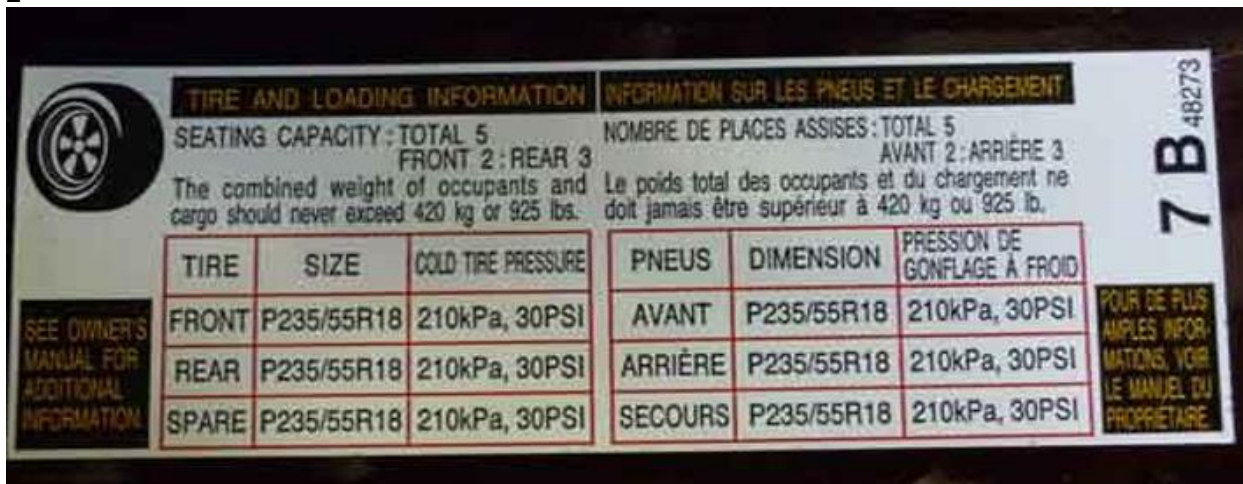 TIRE AND LOADING INFORMATION
SEATING CAPACITY : TOTAL 5
FRONT 2 : REAR 3
The combined weight of occupants and
cargo should never exceed 420 kg or 925 lbs.
TIRE SIZE COLD TIRE PRESSURE
FRONT P235/55R18 210kPa, 30PSI
REAR P235/55R18 210kPa, 30PSI
SPARE P235/55R18 210kPa, 30PSI
SEE OWNER'S
MANUAL FOR
ADDITIONAL
INFORMATION.
INFORMATION SUR LES PNEUS ET LE CHARGEMENT
NOMBRE DE PLACES ASSISES : TOTAL 5
AVANT 2 : ARRIÈRE 3
Le poids total des occupants et du chargement ne
doit jamais être supérieur à 420 kg ou 925 lb.
PNEUS DIMENSION PRESSION DE
GONFLAGE À FROID
AVANT P235/55R18 210kPa, 30PSI
ARRIÈRE P235/55R18 210kPa, 30PSI
SECOURS P235/55R18 210kPa, 30PSI
POUR DE PLUS
AMPLES INFOR-
MATIONS, VOIR
LE MANUEL DU
PROPRIÉTAIRE.
7 B 48273